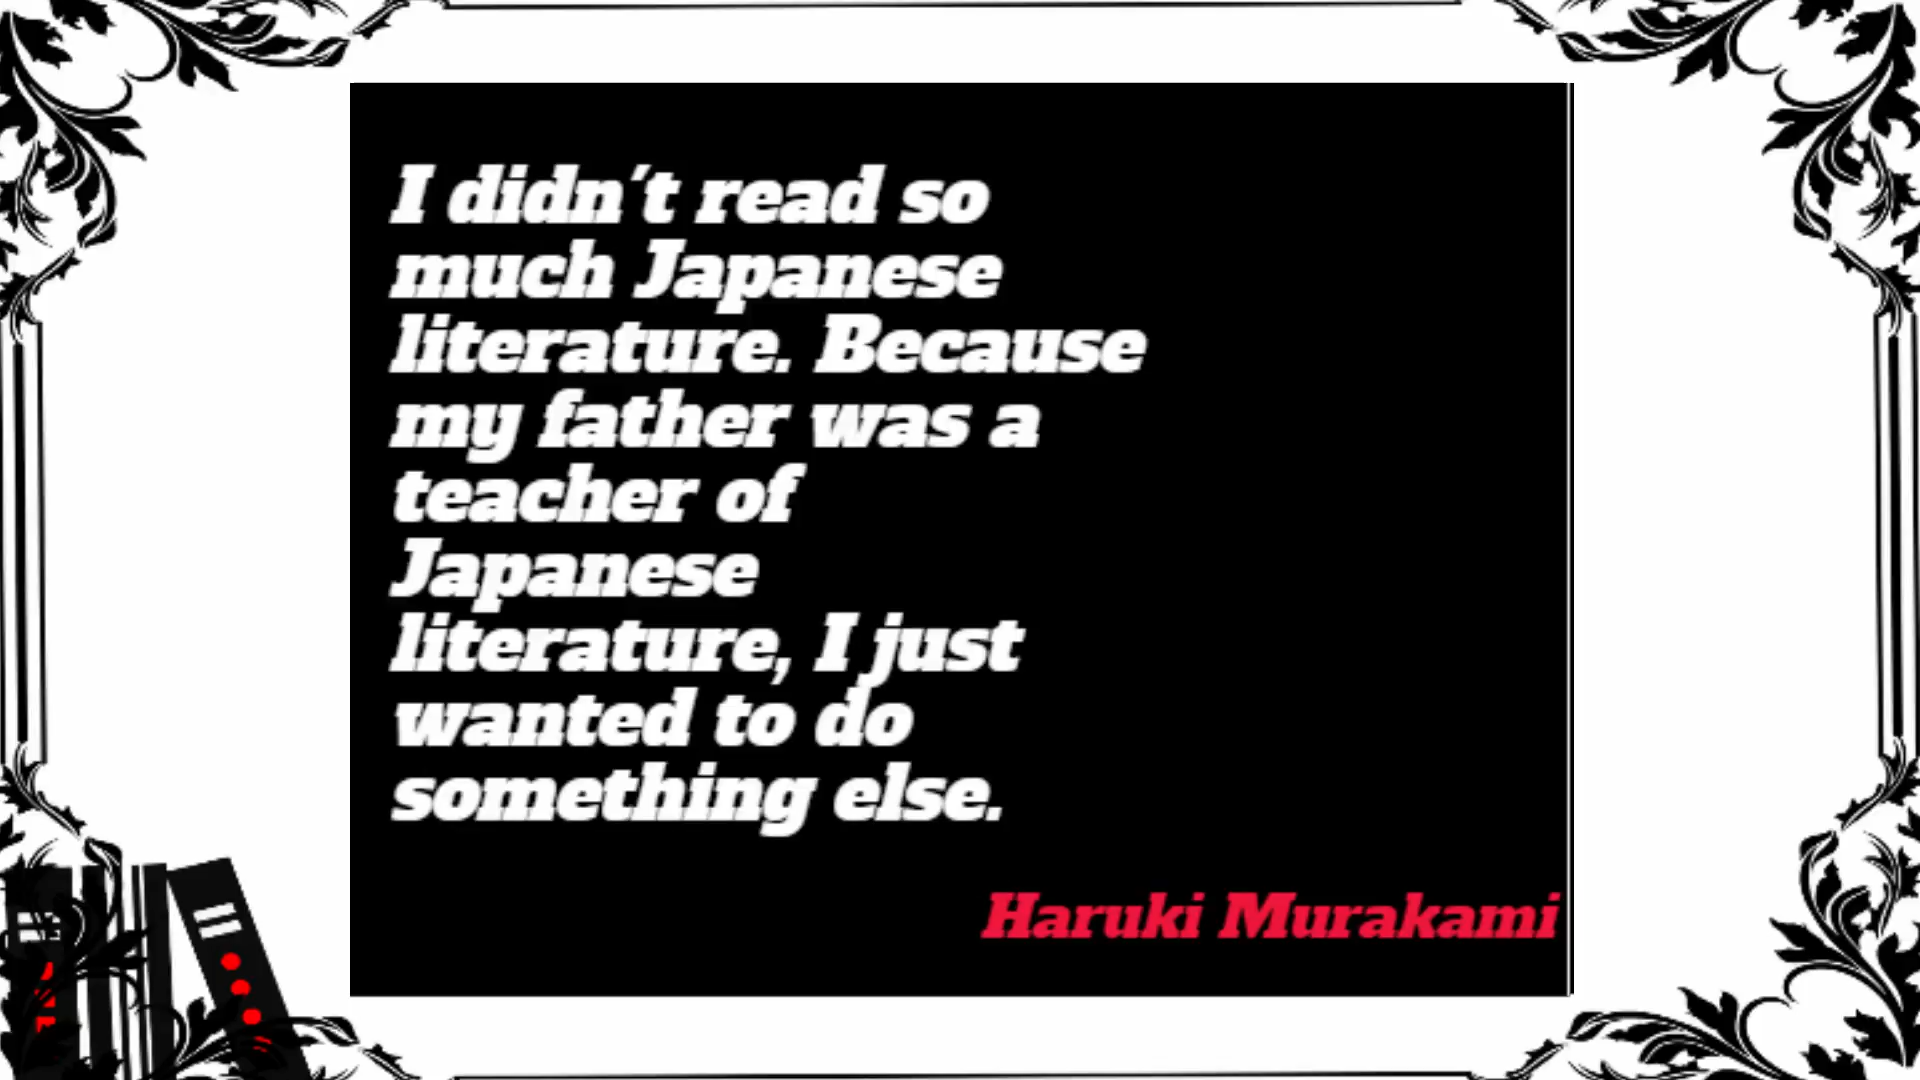 I didn't read so
much Japanese
literature. Because
my father was a
teacher of
Japanese
literature, I just
wanted to do
something else.
Haruki Murakami